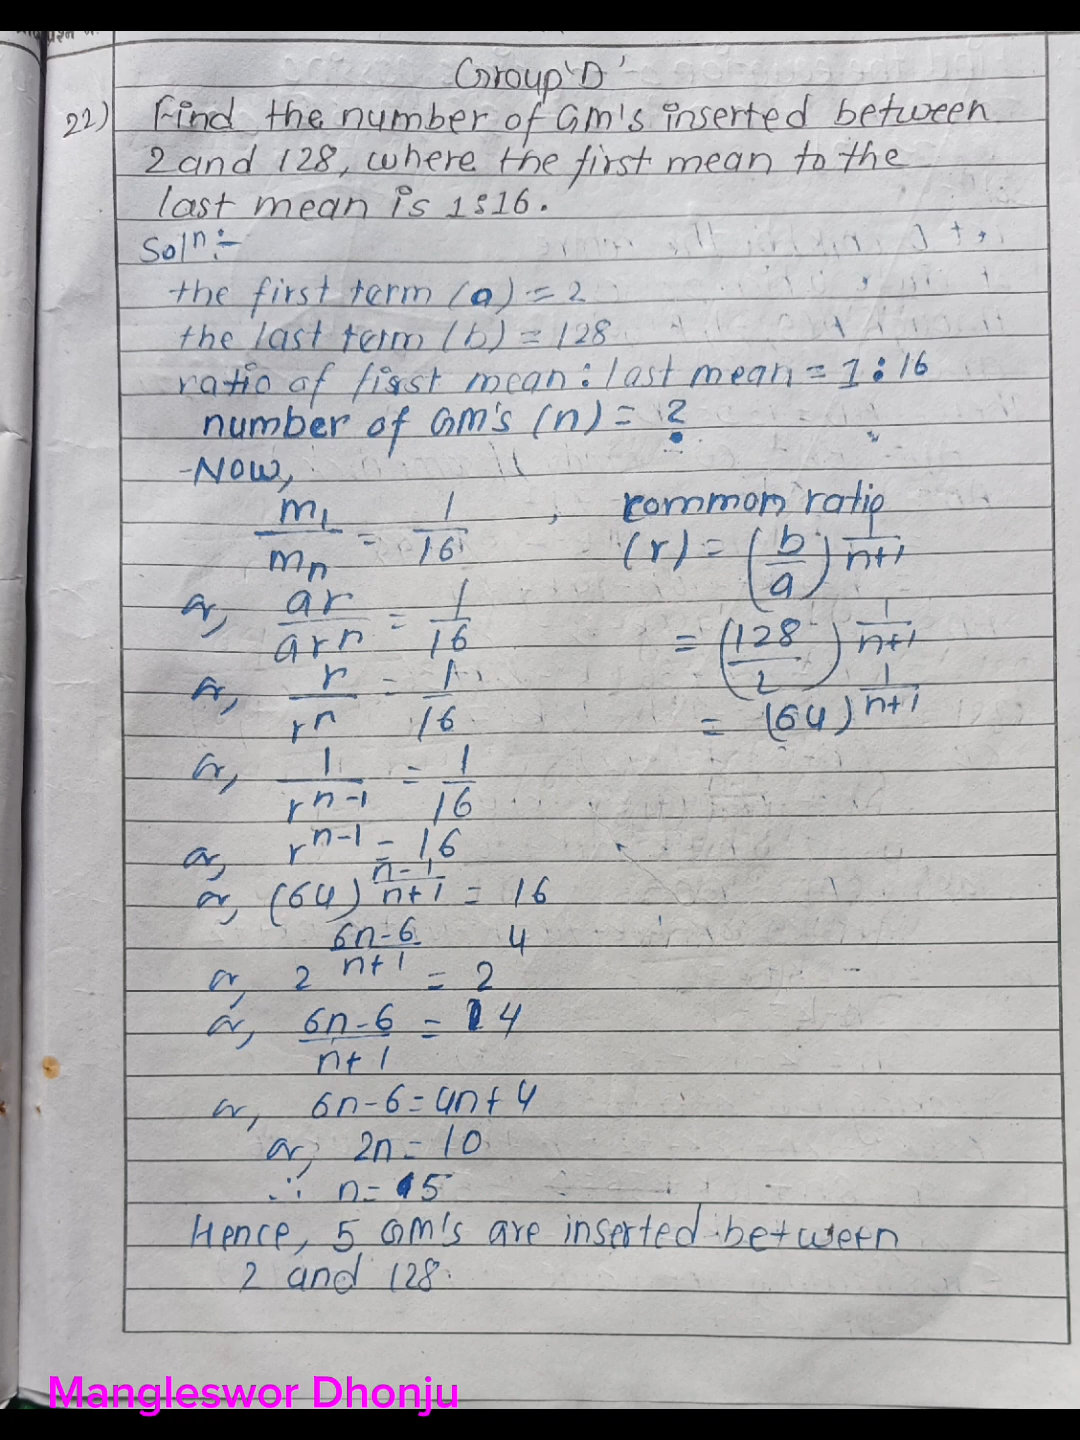 Group 'D'
22) Find the number of GM's inserted between
2 and 128, where the first mean to the
last mean is 1:16.
Solⁿ:-
the first term (a) = 2
the last term (b) = 128
ratio of first mean : last mean = 1:16
number of GM's (n) = ?
Now,
m₁/mₙ = 1/16 , common ratio
(r) = (b/a)^(1/(n+1))
or, ar/arⁿ = 1/16
= (128/2)^(1/(n+1))
or, r/rⁿ = 1/16
= (64)^(1/(n+1))
or, 1/r^(n-1) = 1/16
or, r^(n-1) = 16
or, (64)^((n-1)/(n+1)) = 16
or, 2^((6n-6)/(n+1)) = 2^4
or, (6n-6)/(n+1) = 4
or, 6n-6 = 4n+4
or, 2n = 10
∴ n = 5
Hence, 5 GM's are inserted between
2 and 128.
Mangleswor Dhonju